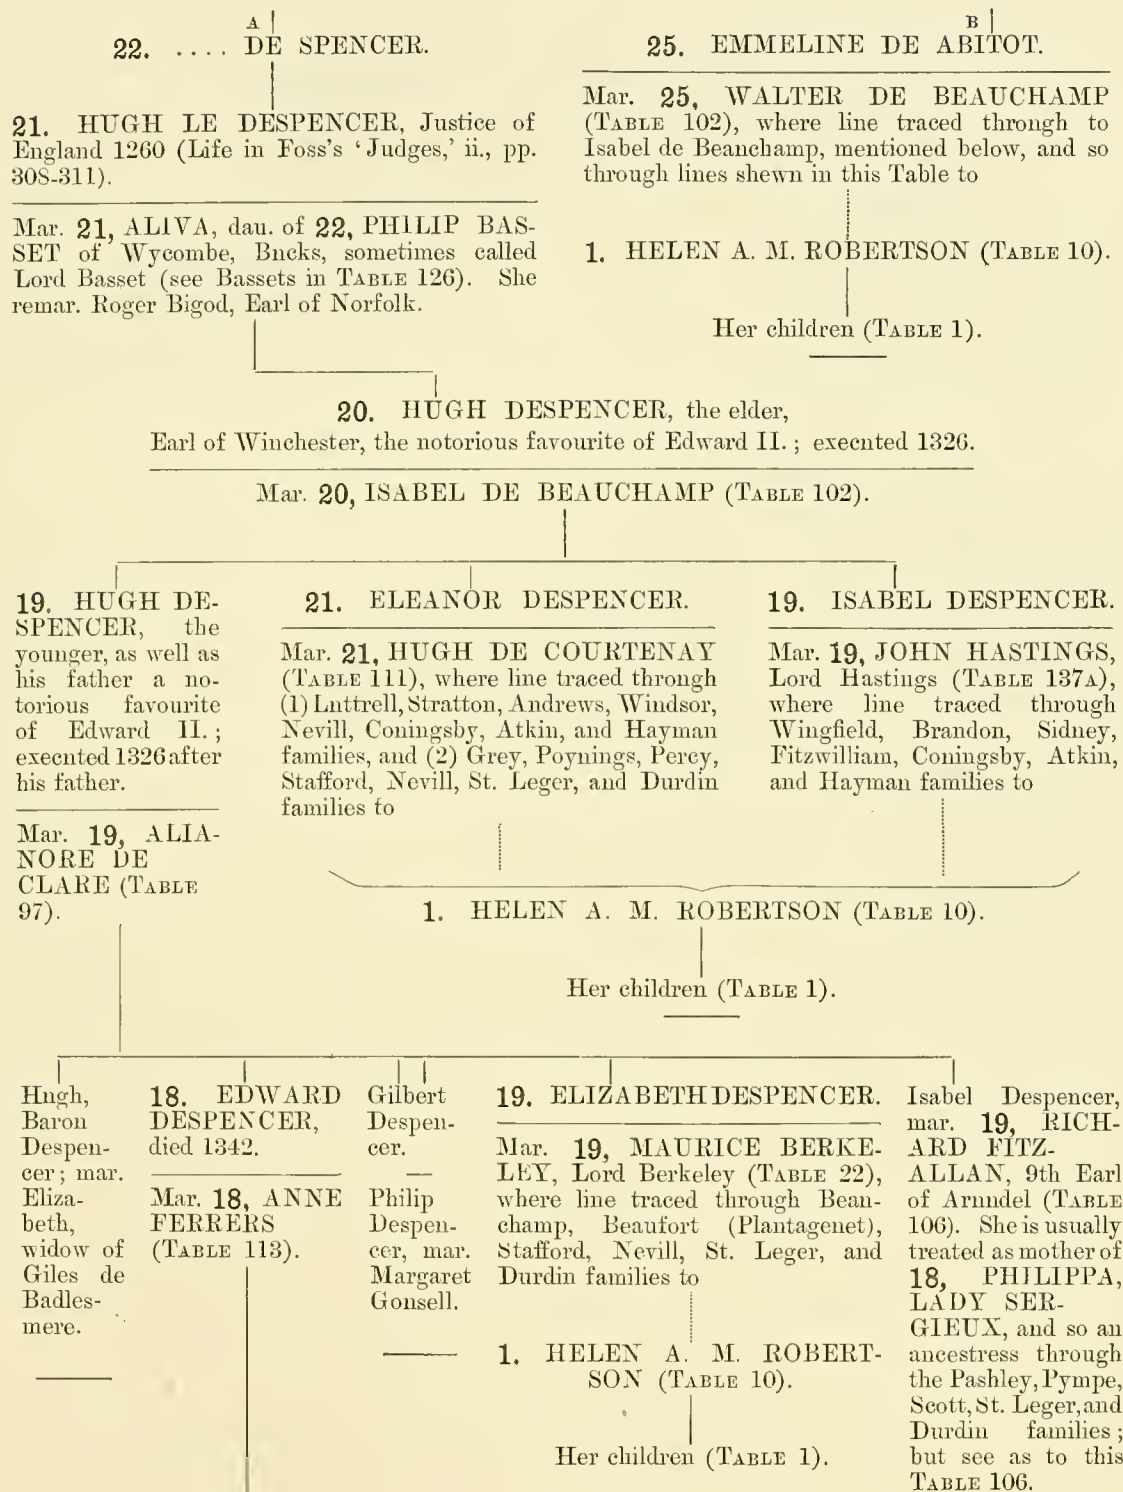 A
22. .... DE SPENCER.
21. HUGH LE DESPENCER, Justice of
England 1260 (Life in Foss's 'Judges,' ii., pp.
308-311).
Mar. 21, ALIVA, dau. of 22, PHILIP BAS-
SET of Wycombe, Bucks, sometimes called
Lord Basset (see Bassets in TABLE 126). She
remar. Roger Bigod, Earl of Norfolk.
B
25. EMMELINE DE ABITOT.
Mar. 25, WALTER DE BEAUCHAMP
(TABLE 102), where line traced through to
Isabel de Beauchamp, mentioned below, and so
through lines shewn in this Table to
1. HELEN A. M. ROBERTSON (TABLE 10).
Her children (TABLE 1).
20. HUGH DESPENCER, the elder,
Earl of Winchester, the notorious favourite of Edward II.; executed 1326.
Mar. 20, ISABEL DE BEAUCHAMP (TABLE 102).
19. HUGH DE-
SPENCER, the
younger, as well as
his father a no-
torious favourite
of Edward II.;
executed 1326 after
his father.
Mar. 19, ALIA-
NORE DE
CLARE (TABLE
97).
21. ELEANOR DESPENCER.
Mar. 21, HUGH DE COURTENAY
(TABLE 111), where line traced through
(1) Luttrell, Stratton, Andrews, Windsor,
Nevill, Coningsby, Atkin, and Hayman
families, and (2) Grey, Poynings, Percy,
Stafford, Nevill, St. Leger, and Durdin
families to
19. ISABEL DESPENCER.
Mar. 19, JOHN HASTINGS,
Lord Hastings (TABLE 137A),
where line traced through
Wingfield, Brandon, Sidney,
Fitzwilliam, Coningsby, Atkin,
and Hayman families to
1. HELEN A. M. ROBERTSON (TABLE 10).
Her children (TABLE 1).
Hugh,
Baron
Despen-
cer; mar.
Eliza-
beth,
widow of
Giles de
Badles-
mere.
18. EDWARD
DESPENCER,
died 1342.
Mar. 18, ANNE
FERRERS
(TABLE 113).
Gilbert
Despen-
cer.
Philip
Despen-
cer, mar.
Margaret
Gonsell.
19. ELIZABETH DESPENCER.
Mar. 19, MAURICE BERKE-
LEY, Lord Berkeley (TABLE 22),
where line traced through Beau-
champ, Beaufort (Plantagenet),
Stafford, Nevill, St. Leger, and
Durdin families to
1. HELEN A. M. ROBERT-
SON (TABLE 10).
Her children (TABLE 1).
Isabel Despencer,
mar. 19, RICH-
ARD FITZ-
ALLAN, 9th Earl
of Arundel (TABLE
106). She is usually
treated as mother of
18, PHILIPPA,
LADY SER-
GIEUX, and so an
ancestress through
the Pashley, Pympe,
Scott, St. Leger, and
Durdin families;
but see as to this
TABLE 106.